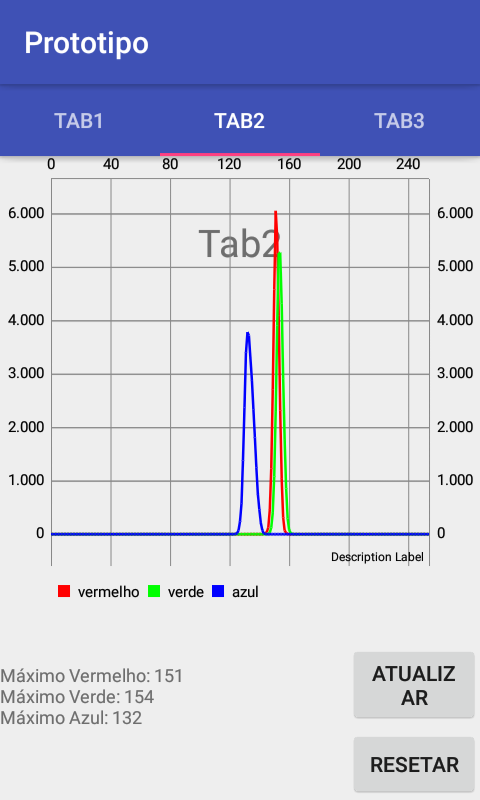 Prototipo
TAB1 TAB2 TAB3
0 40 80 120 160 200 240
6.000 6.000
Tab2
5.000 5.000
4.000 4.000
3.000 3.000
2.000 2.000
1.000 1.000
0 0
Description Label
vermelho verde azul
Máximo Vermelho: 151
Máximo Verde: 154
Máximo Azul: 132
ATUALIZ
AR
RESETAR